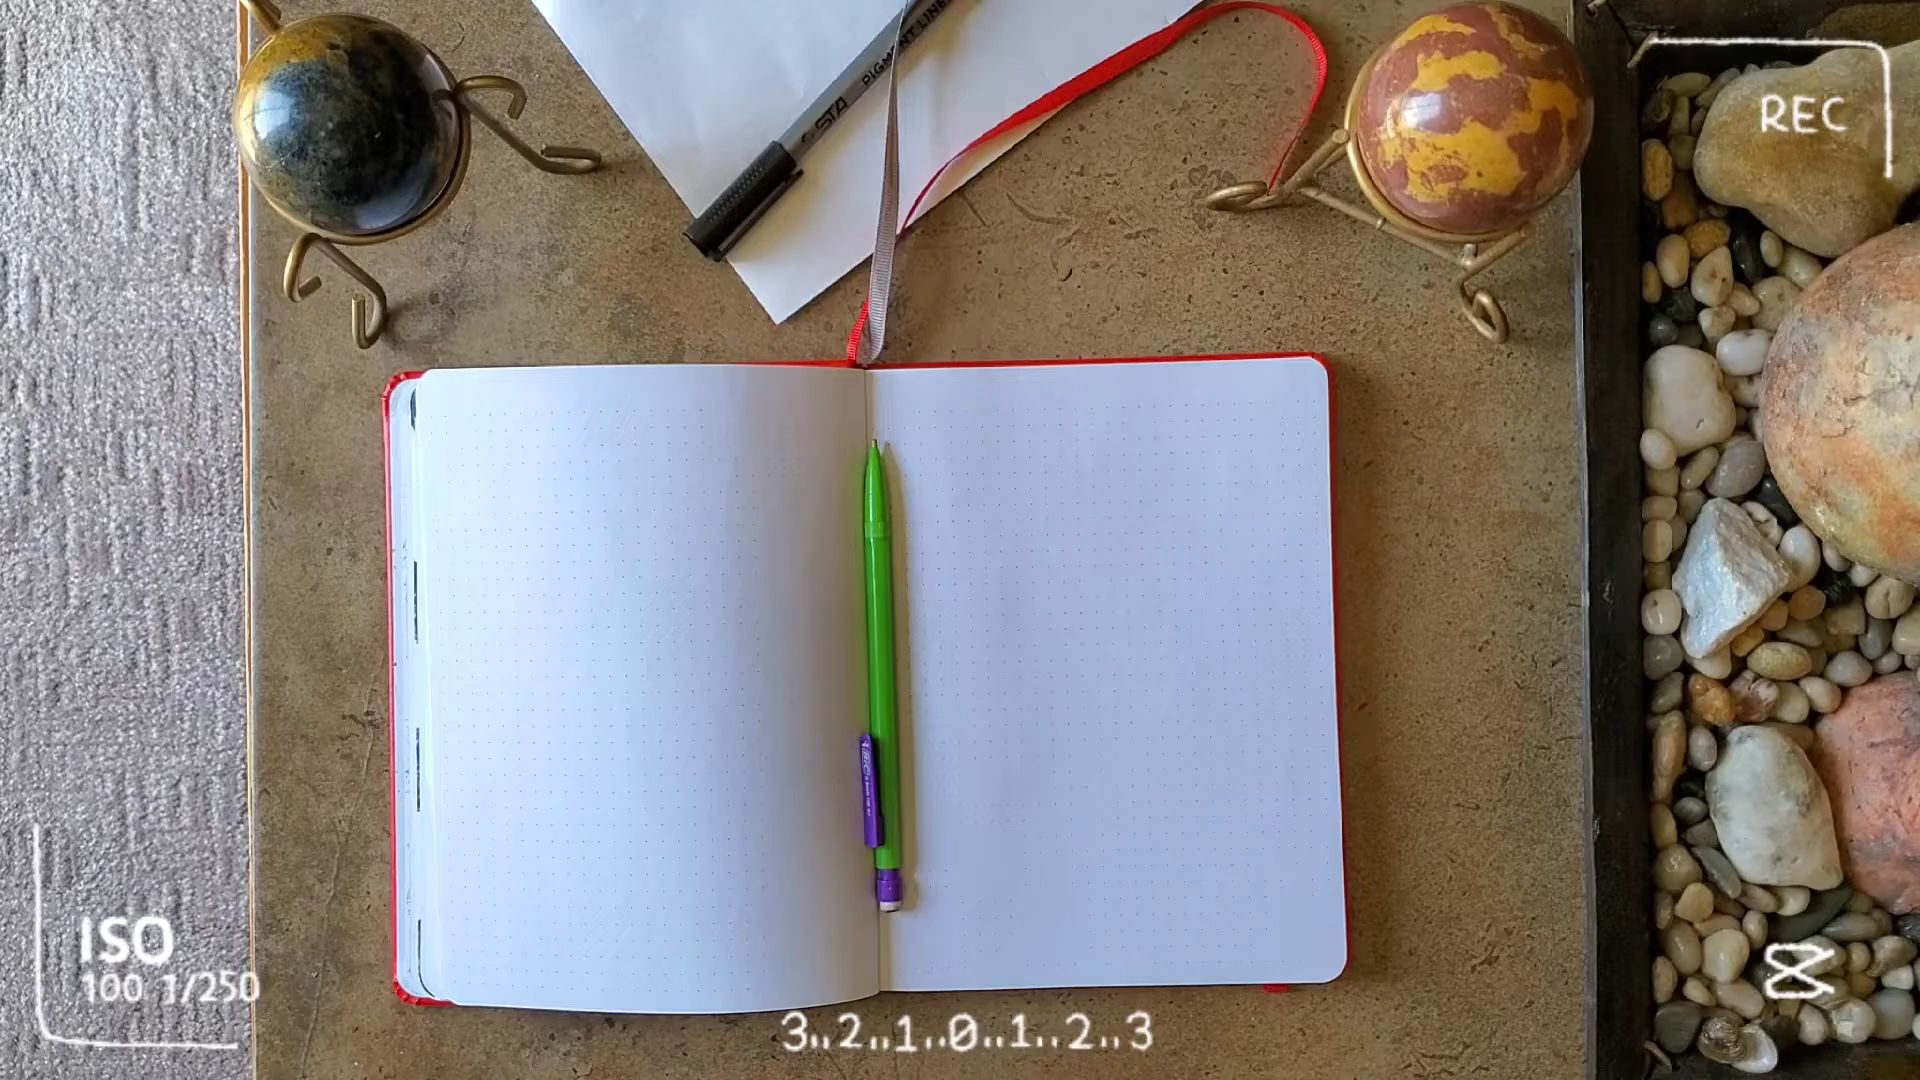 STA PIGMENT LINER
REC
BIC
ISO
100 1/250
3..2..1..0..1..2..3